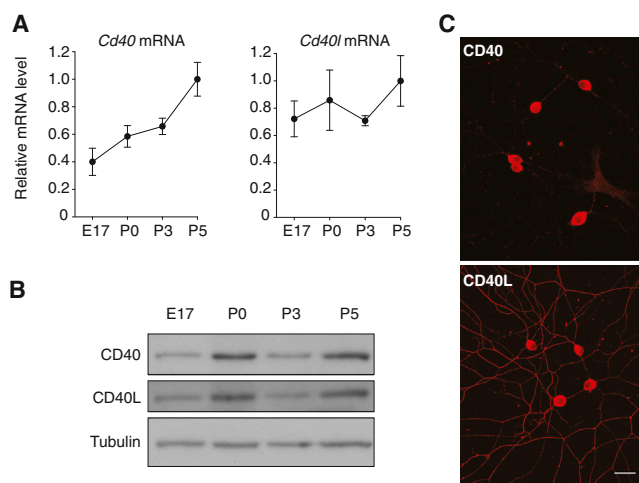 A
Cd40 mRNA
Cd40l mRNA
Relative mRNA level
1.2
1.0
0.8
0.6
0.4
0.2
0
E17 P0 P3 P5
1.2
1.0
0.8
0.6
0.4
0.2
0
E17 P0 P3 P5
B
E17 P0 P3 P5
CD40
CD40L
Tubulin
C
CD40
CD40L